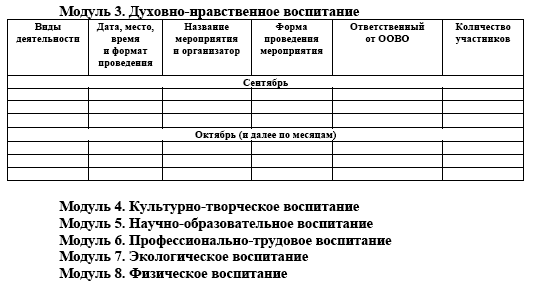 Модуль 3. Духовно-нравственное воспитание
Виды деятельности
Дата, место, время и формат проведения
Название мероприятия и организатор
Форма проведения мероприятия
Ответственный от ООВО
Количество участников
Сентябрь
Октябрь (и далее по месяцам)
Модуль 4. Культурно-творческое воспитание
Модуль 5. Научно-образовательное воспитание
Модуль 6. Профессионально-трудовое воспитание
Модуль 7. Экологическое воспитание
Модуль 8. Физическое воспитание